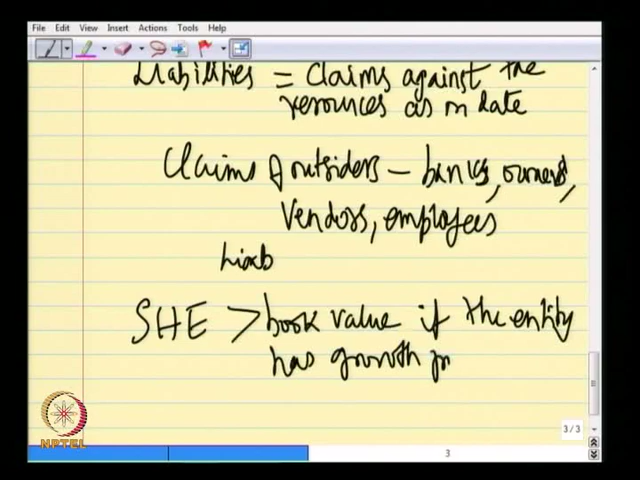 File Edit View Insert Actions Tools Help
Liabilities = Claims against the
resources as on date
Claims of outsiders – banks, owners,
Vendors, employees
Liab
SHE > book value if the entity
has growth
NPTEL
3/3
3